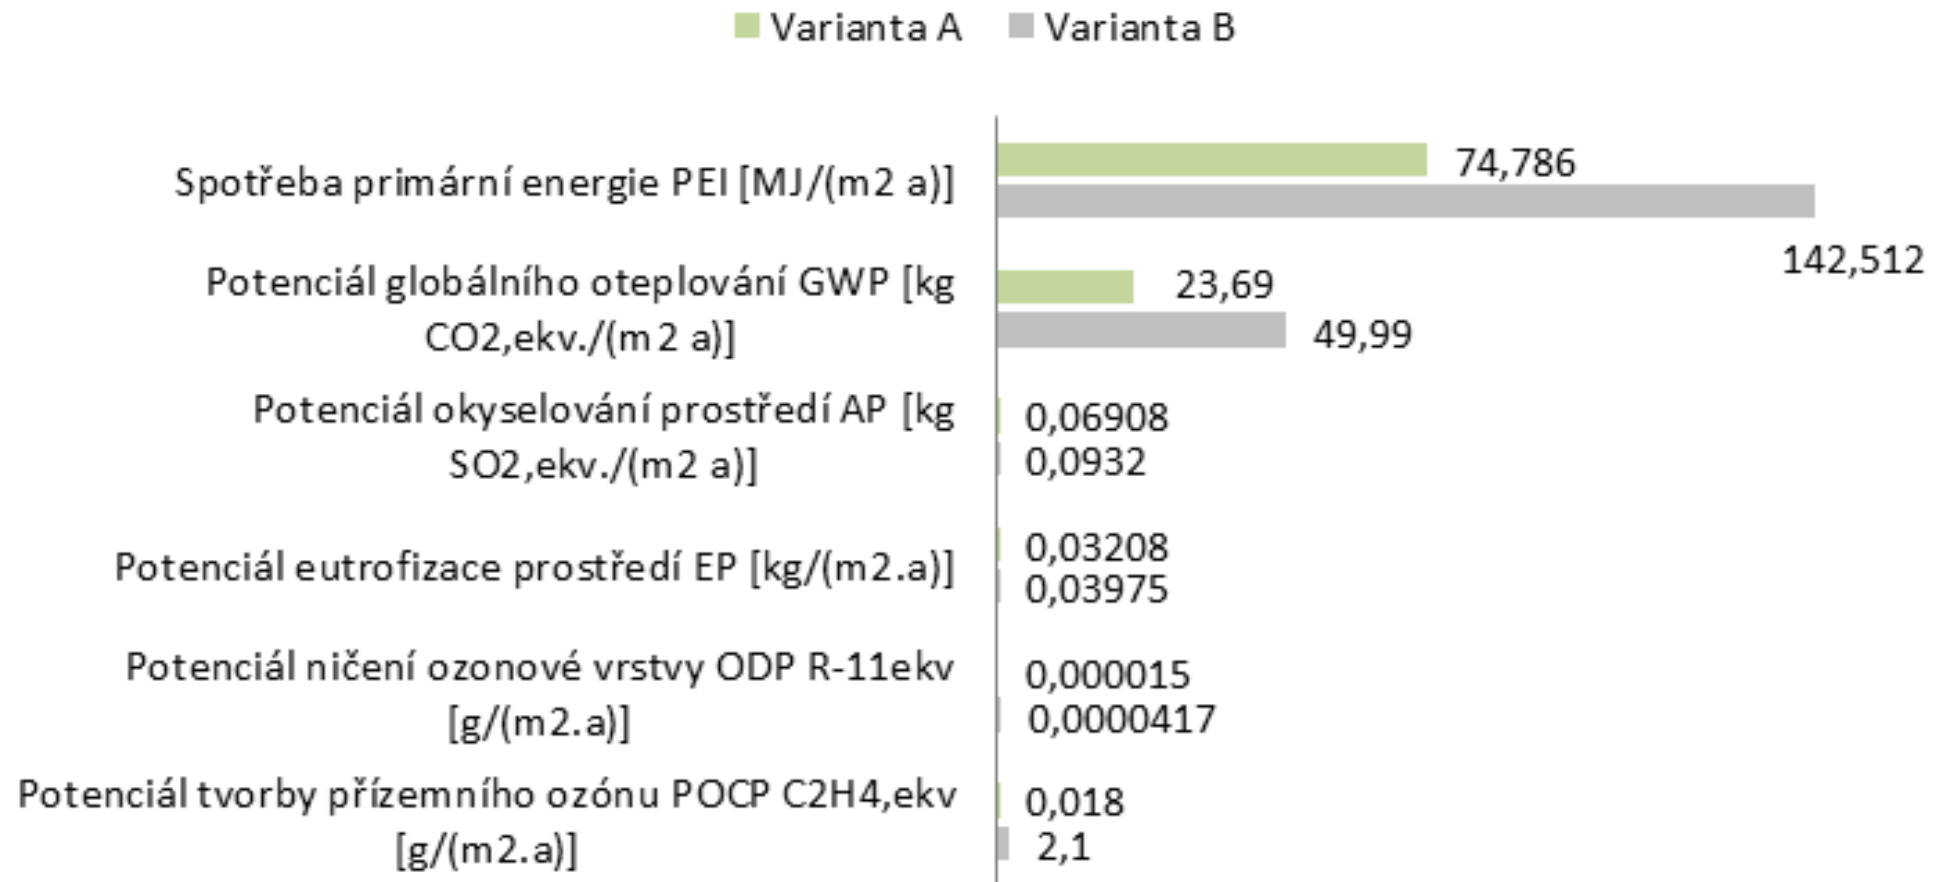 Varianta A Varianta B
Spotřeba primární energie PEI [MJ/(m2 a)]
74,786
142,512
Potenciál globálního oteplování GWP [kg
CO2,ekv./(m2 a)]
23,69
49,99
Potenciál okyselování prostředí AP [kg
SO2,ekv./(m2 a)]
0,06908
0,0932
Potenciál eutrofizace prostředí EP [kg/(m2.a)]
0,03208
0,03975
Potenciál ničení ozonové vrstvy ODP R-11ekv
[g/(m2.a)]
0,000015
0,0000417
Potenciál tvorby přízemního ozónu POCP C2H4,ekv
[g/(m2.a)]
0,018
2,1